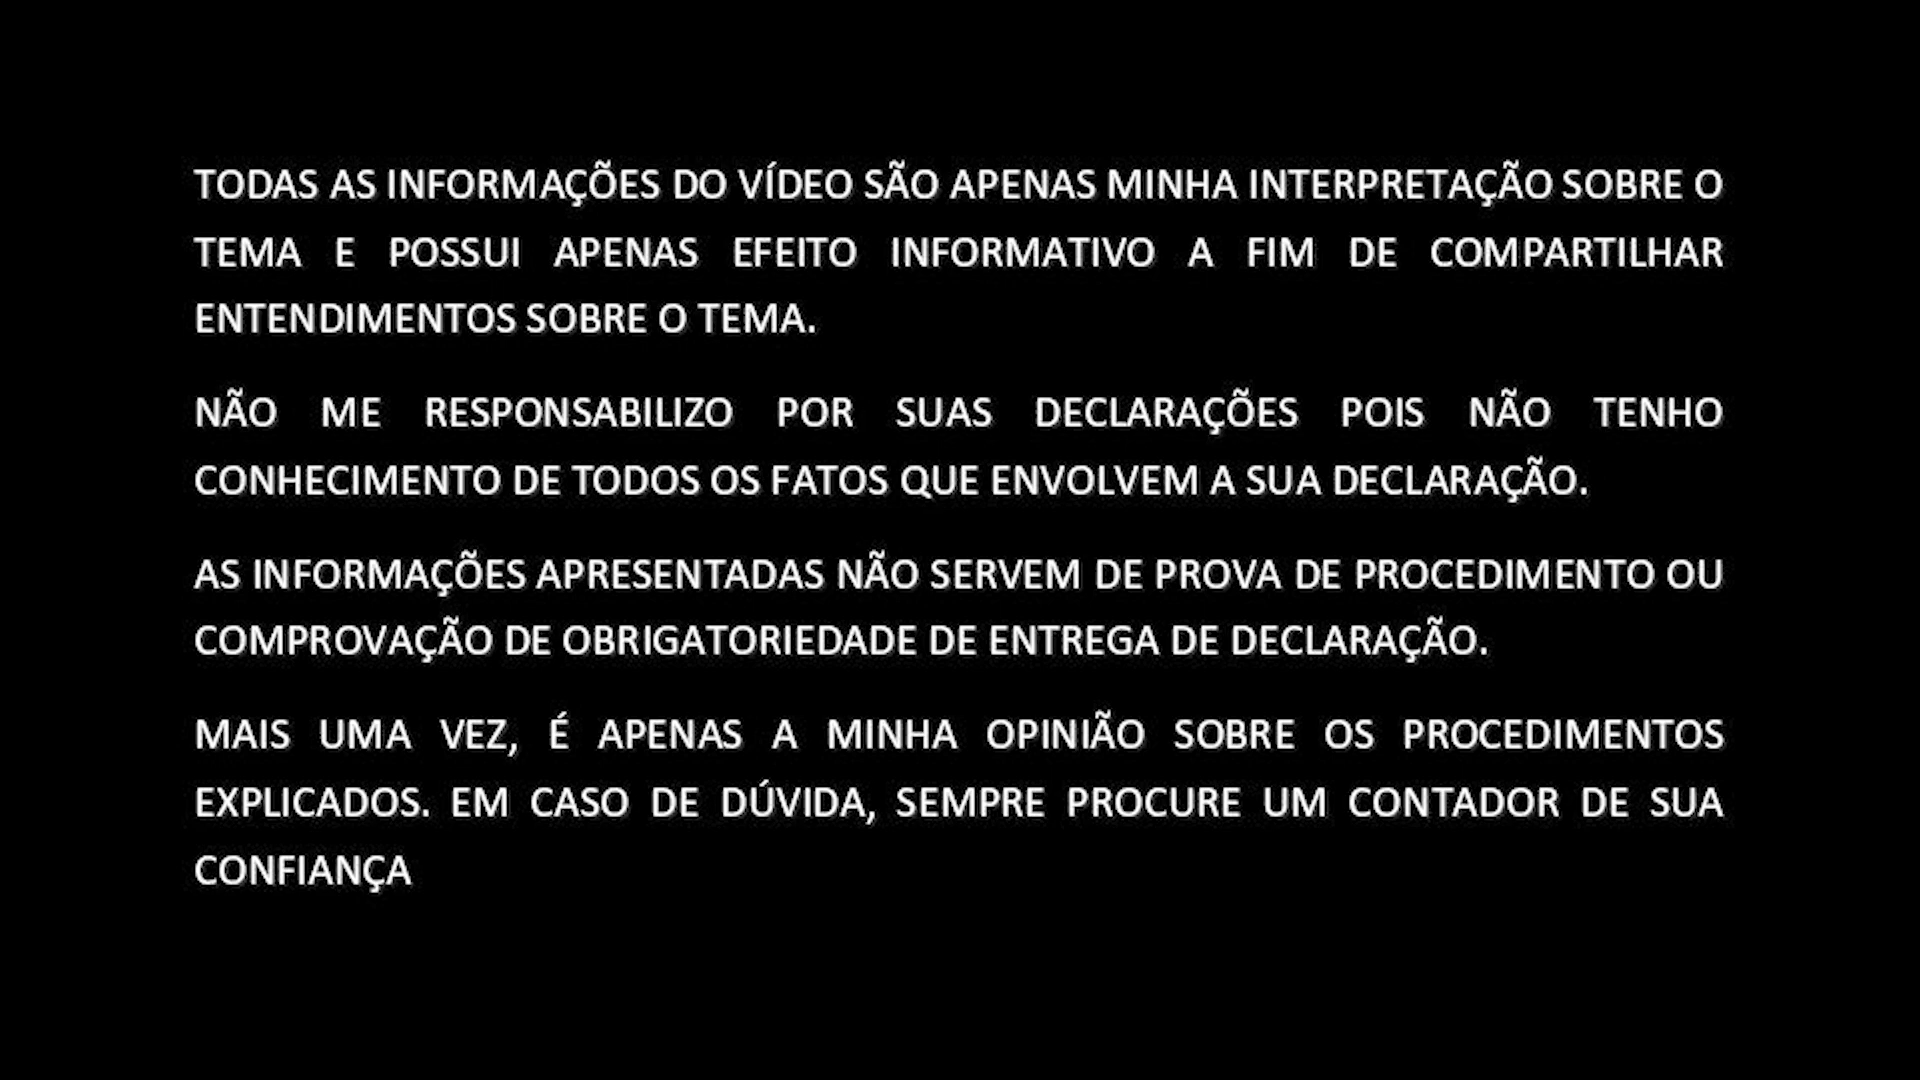 TODAS AS INFORMAÇÕES DO VÍDEO SÃO APENAS MINHA INTERPRETAÇÃO SOBRE O
TEMA E POSSUI APENAS EFEITO INFORMATIVO A FIM DE COMPARTILHAR
ENTENDIMENTOS SOBRE O TEMA.
NÃO ME RESPONSABILIZO POR SUAS DECLARAÇÕES POIS NÃO TENHO
CONHECIMENTO DE TODOS OS FATOS QUE ENVOLVEM A SUA DECLARAÇÃO.
AS INFORMAÇÕES APRESENTADAS NÃO SERVEM DE PROVA DE PROCEDIMENTO OU
COMPROVAÇÃO DE OBRIGATORIEDADE DE ENTREGA DE DECLARAÇÃO.
MAIS UMA VEZ, É APENAS A MINHA OPINIÃO SOBRE OS PROCEDIMENTOS
EXPLICADOS. EM CASO DE DÚVIDA, SEMPRE PROCURE UM CONTADOR DE SUA
CONFIANÇA